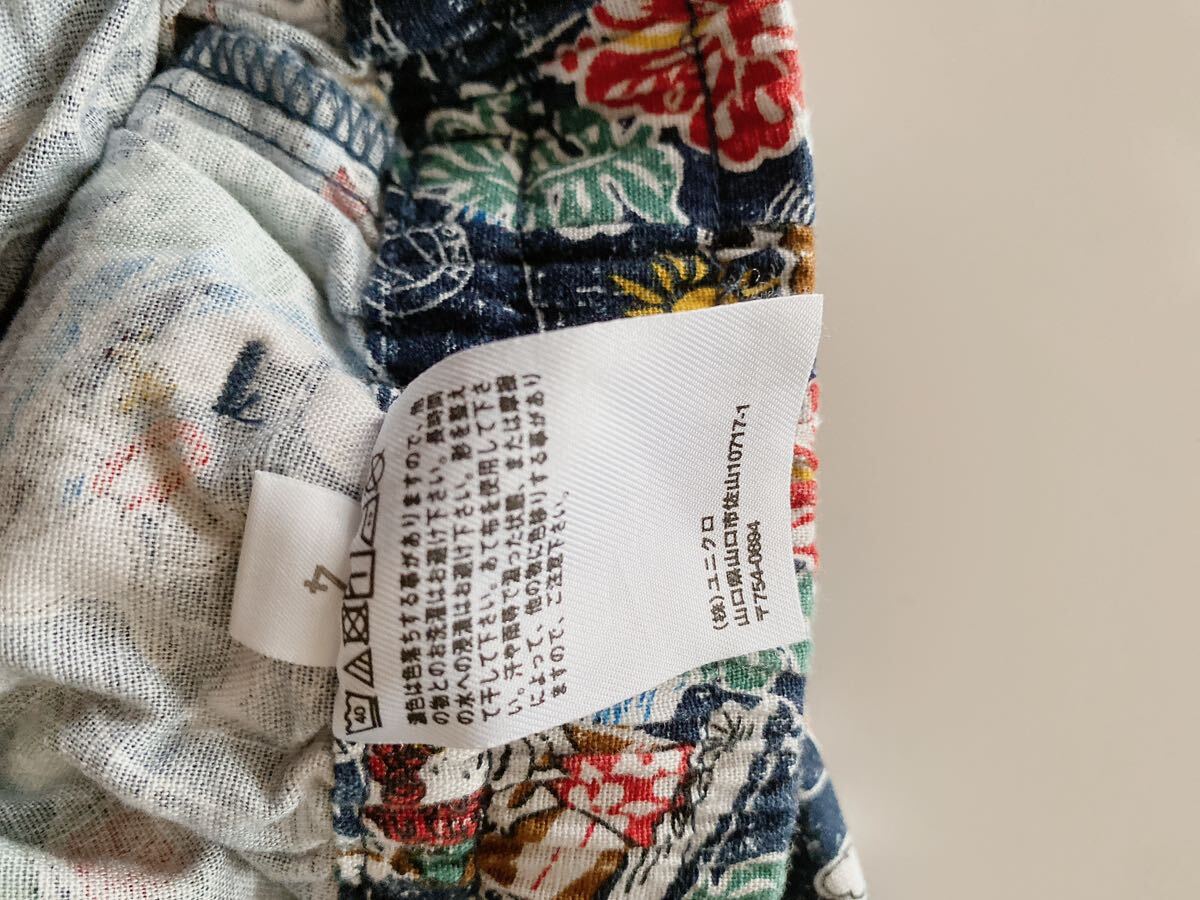 40
濃色は色落ちする事がありますので、他
の物とのお洗濯はお避け下さい。長時間
の水への浸漬はお避け下さい。形を整え
て干して下さい。あて布を使用して下さ
い。汗や雨等で湿った状態、または摩擦
によって、他の物に色移りする事があり
ますので、ご注意下さい。
(株)ユニクロ
山口県山口市佐山10717-1
〒754-0894
4